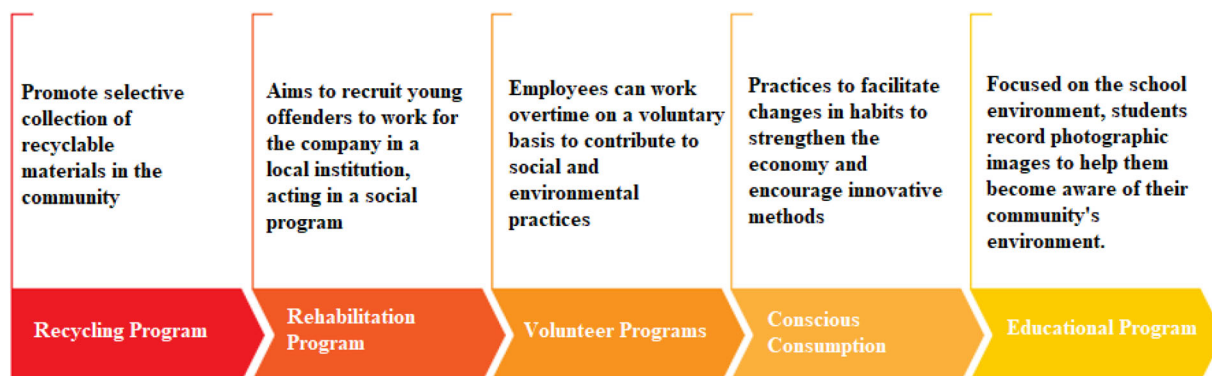 Promote selective
collection of
recyclable
materials in the
community
Aims to recruit young
offenders to work for
the company in a
local institution,
acting in a social
program
Employees can work
overtime on a voluntary
basis to contribute to
social and
environmental
practices
Practices to facilitate
changes in habits to
strengthen the
economy and
encourage innovative
methods
Focused on the school
environment, students
record photographic
images to help them
become aware of their
community's
environment.
Recycling Program
Rehabilitation
Program
Volunteer Programs
Conscious
Consumption
Educational Program